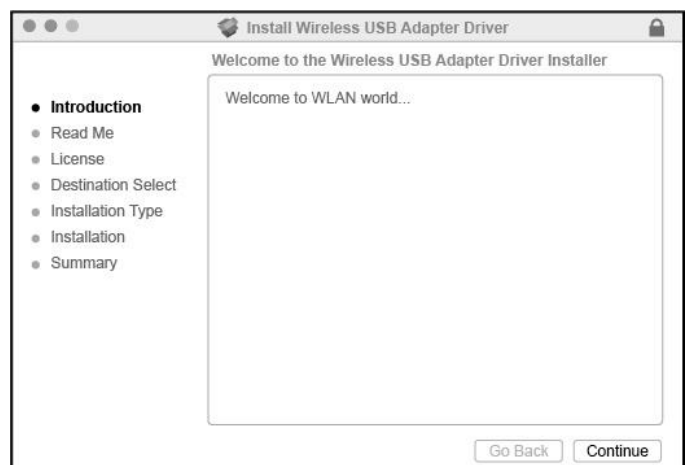 Install Wireless USB Adapter Driver
Welcome to the Wireless USB Adapter Driver Installer
Introduction
Read Me
License
Destination Select
Installation Type
Installation
Summary
Welcome to WLAN world...
Go Back
Continue